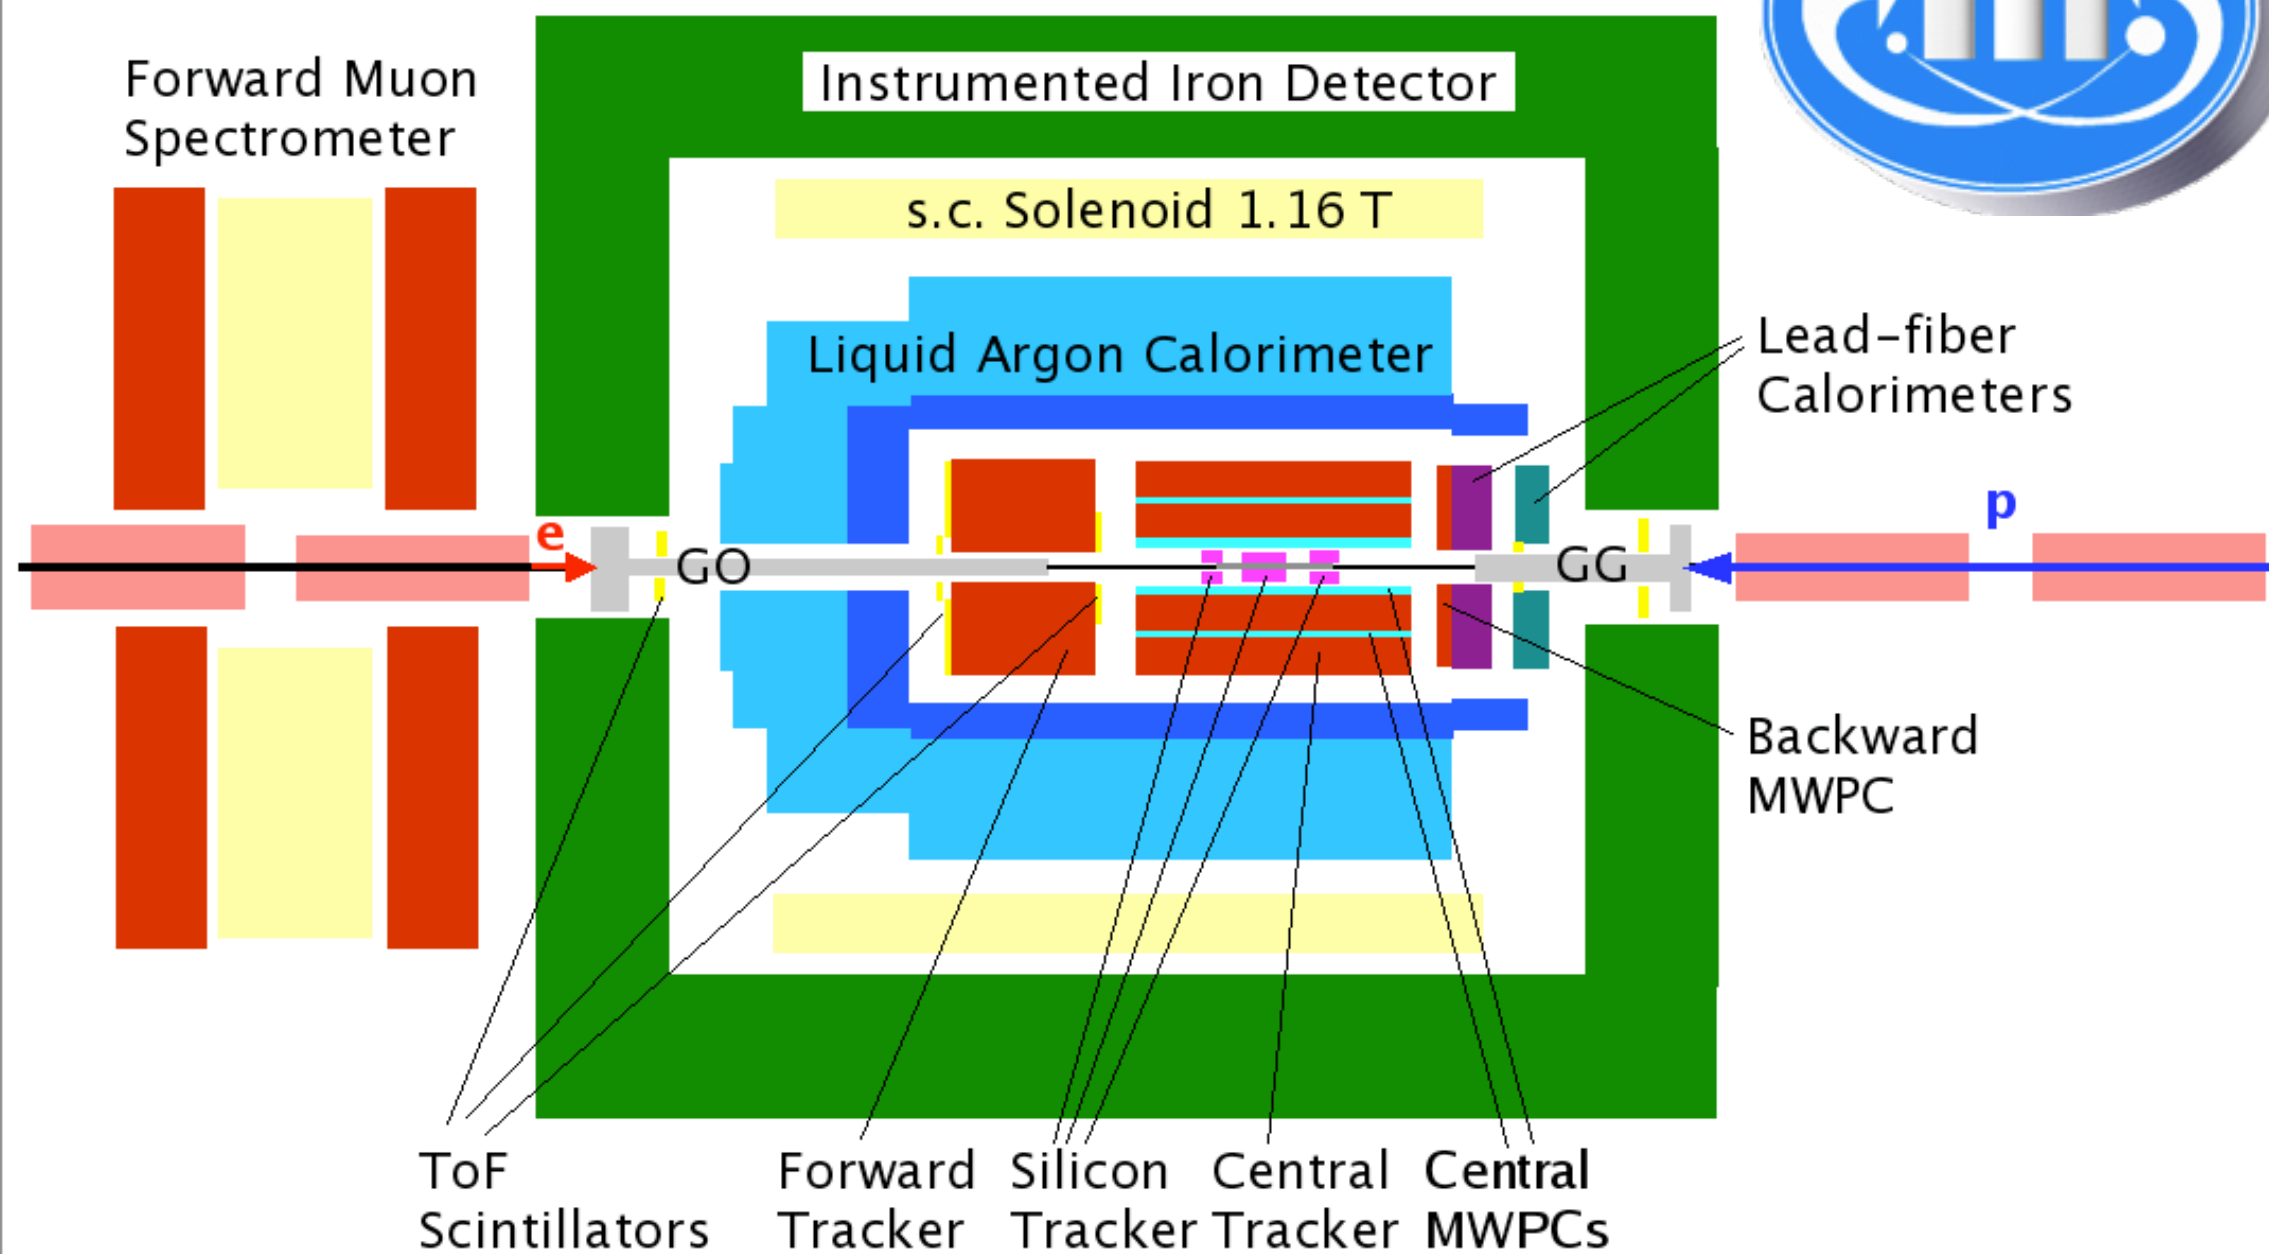 Forward Muon
Spectrometer
Instrumented Iron Detector
s.c. Solenoid 1.16 T
Liquid Argon Calorimeter
Lead-fiber
Calorimeters
e
GO
GG
p
Backward
MWPC
ToF
Scintillators
Forward
Tracker
Silicon
Tracker
Central
Tracker
Central
MWPCs